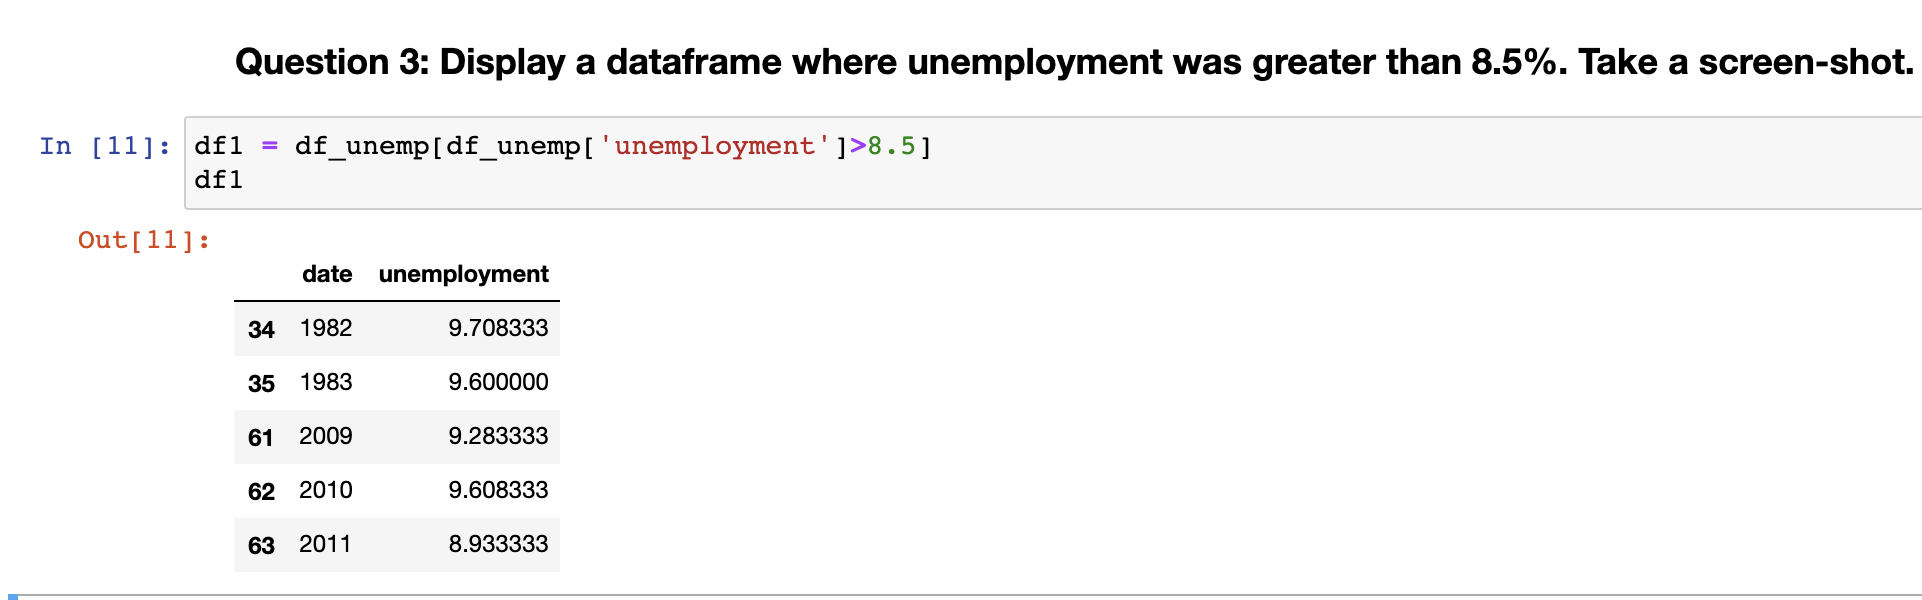 Question 3: Display a dataframe where unemployment was greater than 8.5%. Take a screen-shot.
In [11]: df1 = df_unemp[df_unemp['unemployment']>8.5]
df1
Out[11]:
date unemployment
34 1982 9.708333
35 1983 9.600000
61 2009 9.283333
62 2010 9.608333
63 2011 8.933333